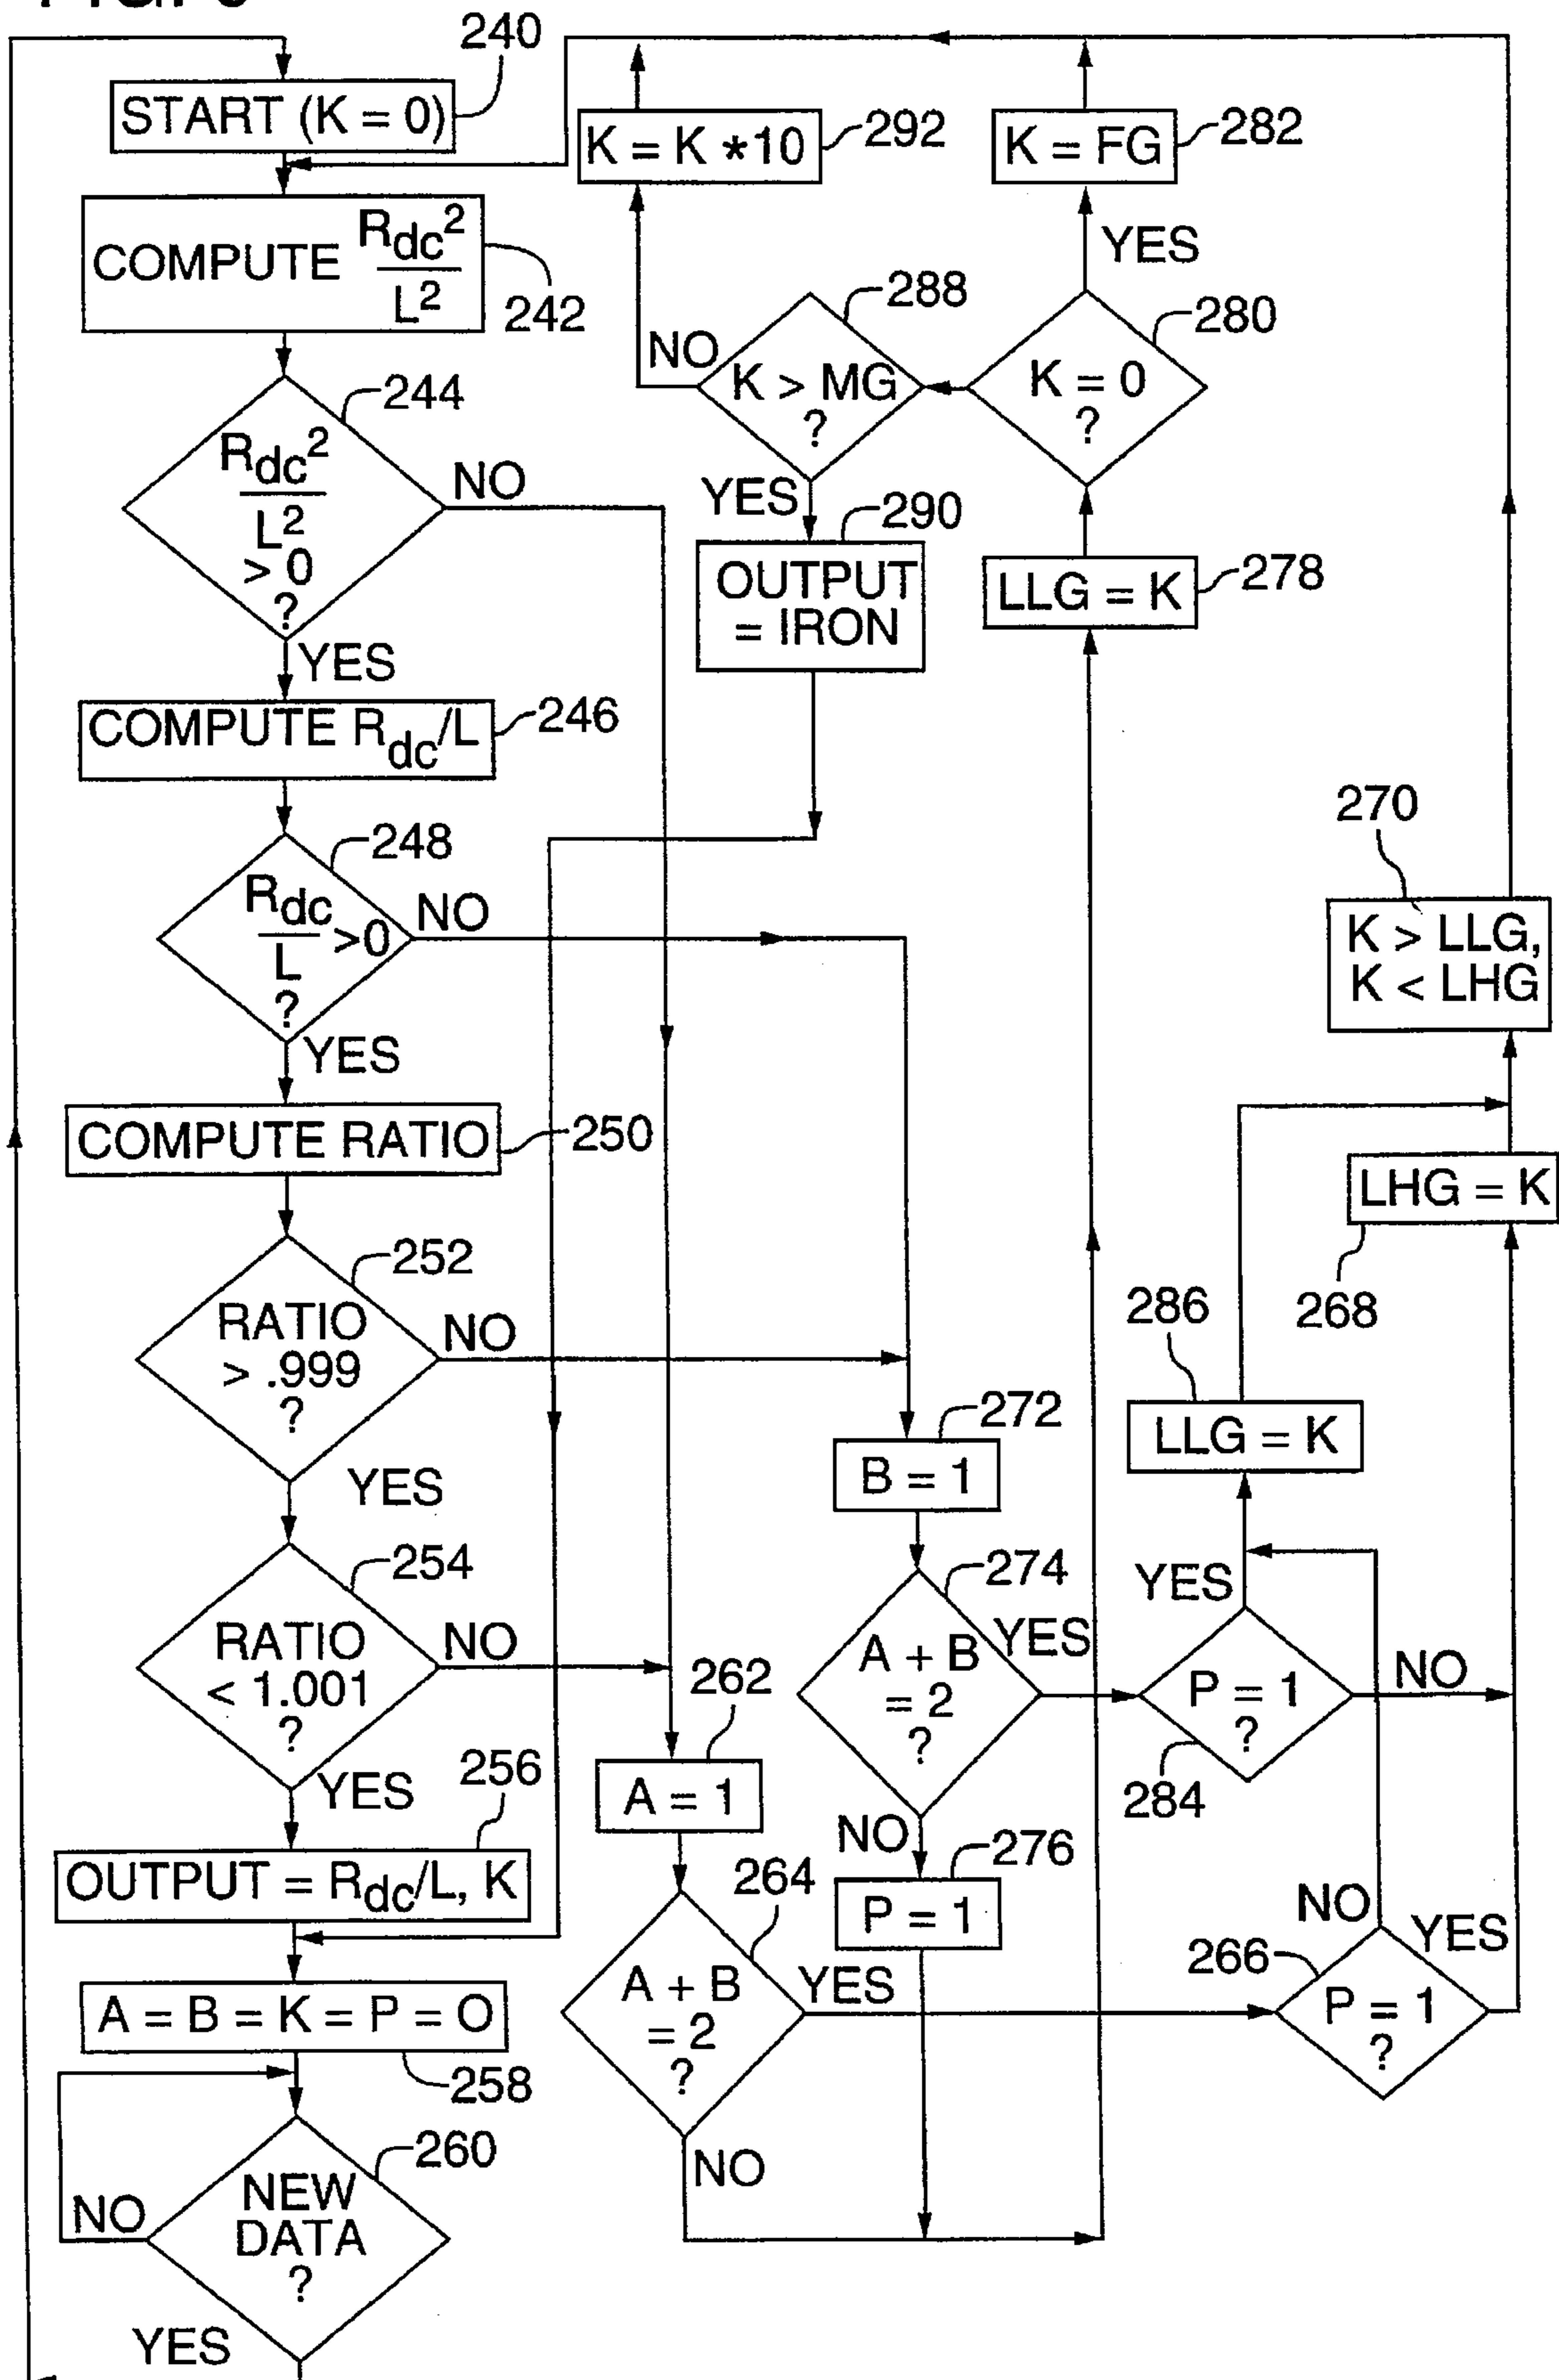 240
START (K = 0)
COMPUTE Rdc²
L²
242
244
Rdc²
L²
> 0
?
NO
YES
COMPUTE Rdc/L
246
248
Rdc
L
>0
?
NO
YES
COMPUTE RATIO
250
252
RATIO
> .999
?
NO
YES
254
RATIO
< 1.001
?
NO
YES
256
OUTPUT = Rdc/L, K
A = B = K = P = O
258
260
NEW
DATA
?
NO
YES
K = K *10
292
K = FG
282
YES
288
K > MG
?
NO
YES
280
K = 0
?
290
OUTPUT
= IRON
LLG = K
278
270
K > LLG,
K < LHG
LHG = K
268
286
LLG = K
272
B = 1
274
A + B
= 2
?
YES
NO
YES
P = 1
?
NO
284
262
A = 1
276
P = 1
264
A + B
= 2
?
YES
NO
NO
YES
266
P = 1
?